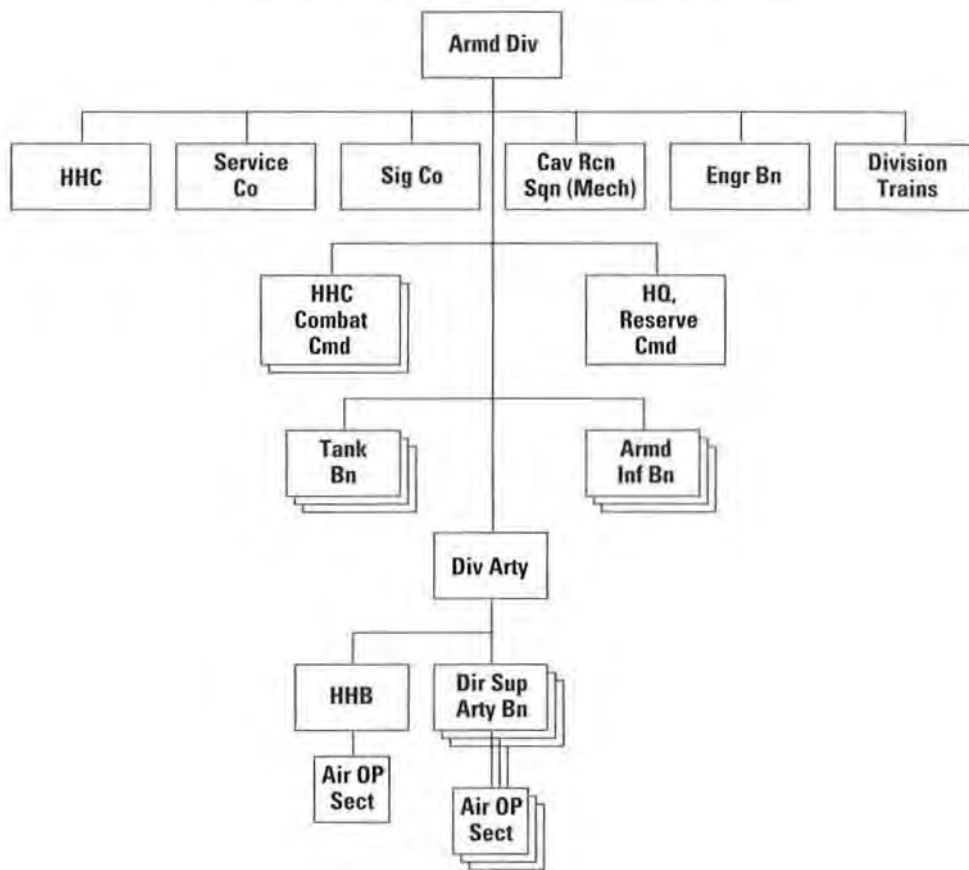 Armd Div
HHC
Service
Co
Sig Co
Cav Rcn
Sqn (Mech)
Engr Bn
Division
Trains
HHC
Combat
Cmd
HQ,
Reserve
Cmd
Tank
Bn
Armd
Inf Bn
Div Arty
HHB
Dir Sup
Arty Bn
Air OP
Sect
Air OP
Sect